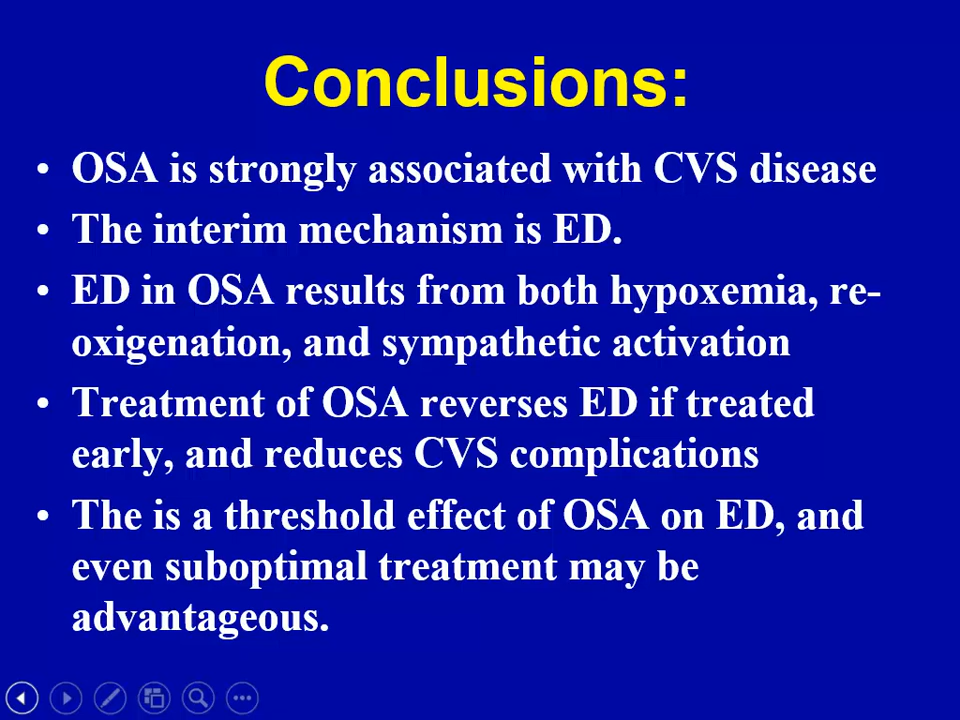 Conclusions:
• OSA is strongly associated with CVS disease
• The interim mechanism is ED.
• ED in OSA results from both hypoxemia, re-
oxigenation, and sympathetic activation
• Treatment of OSA reverses ED if treated
early, and reduces CVS complications
• The is a threshold effect of OSA on ED, and
even suboptimal treatment may be
advantageous.